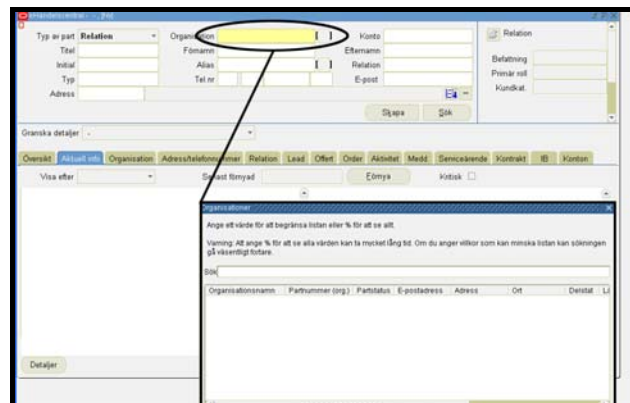 eHandelscentral - - , [No]
Typ av part Relation Organisation [ ] Konto Relation
Titel Förnamn Efternamn
Initial Alias [ ] Relation Befattning
Typ Tel nr E-post Primär roll
Adress Kundkat.
Skapa Sök
Granska detaljer -
Översikt Aktuell info Organisation Adress/telefonnummer Relation Lead Offert Order Aktivitet Medd Serviceärende Kontrakt IB Konton
Visa efter Senast förnyad Förnya Kritisk
Organisationer
Ange ett värde för att begränsa listan eller % för att se allt.
Varning: Att ange % för att se alla värden kan ta mycket lång tid. Om du anger villkor som kan minska listan kan sökningen
gå väsentligt fortare.
Sök
Organisationsnamn Partnummer (org.) Partstatus E-postadress Adress Ort Delstat
Detaljer